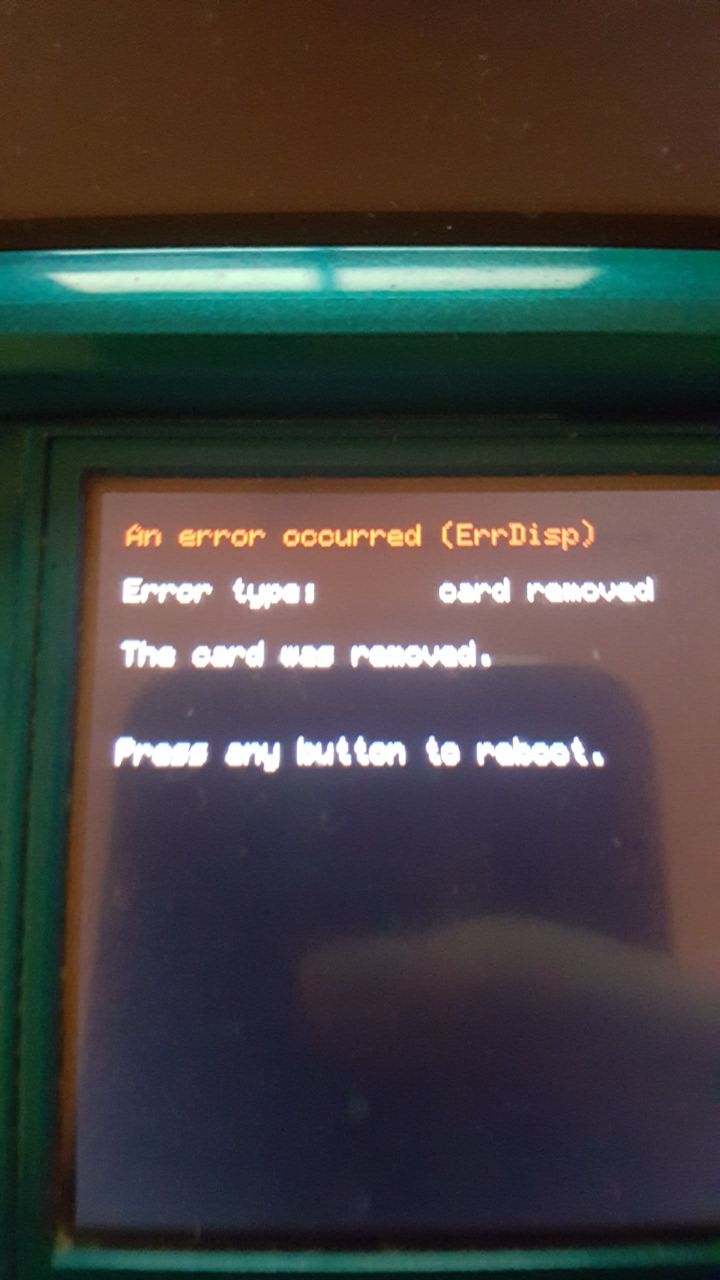 An error occurred (ErrDisp)
Error type: card removed
The card was removed.
Press any button to reboot.